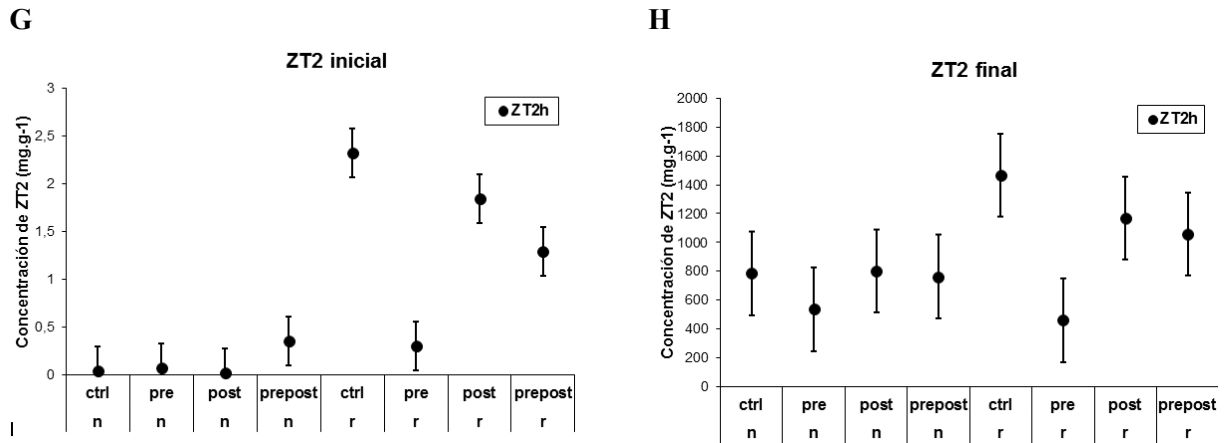 G
ZT2 inicial
Concentración de ZT2 (mg.g-1)
3
2,5
2
1,5
1
0,5
0
ZT2h
ctrl pre post prepost ctrl pre post prepost
n n n n r r r r
H
ZT2 final
Concentración de ZT2 (mg.g-1)
2000
1800
1600
1400
1200
1000
800
600
400
200
0
ZT2h
ctrl pre post prepost ctrl pre post prepost
n n n n r r r r